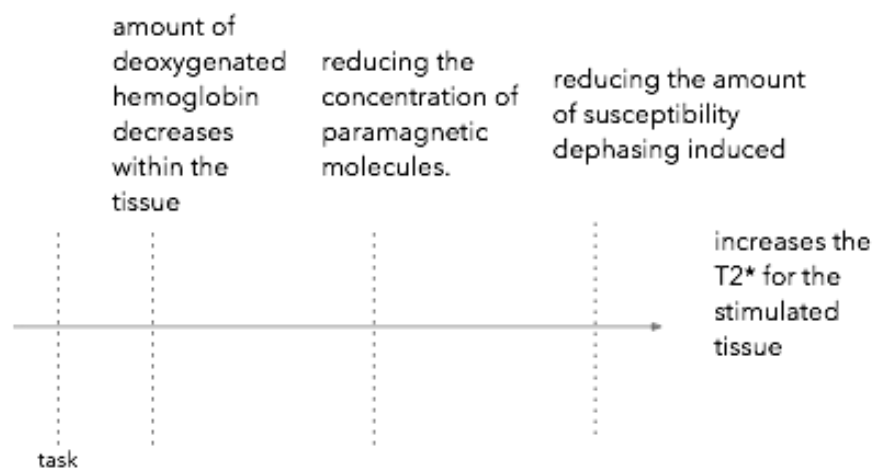 amount of
deoxygenated
hemoglobin
decreases
within the
tissue
reducing the
concentration of
paramagnetic
molecules.
reducing the amount
of susceptibility
dephasing induced
increases the
T2* for the
stimulated
tissue
task